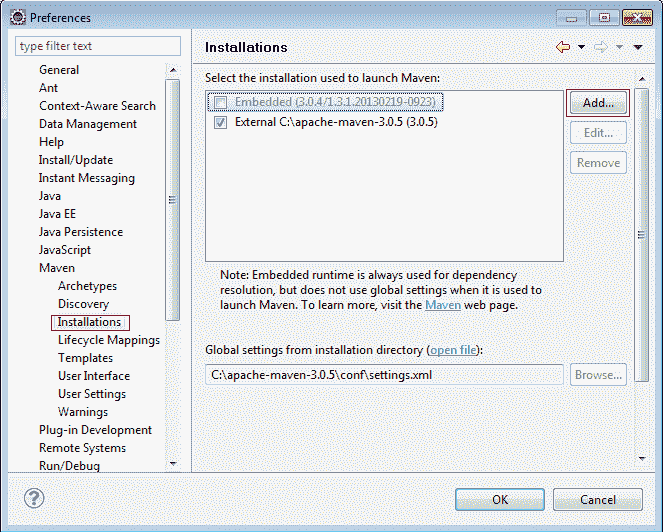 Preferences
type filter text
General
Ant
Context-Aware Search
Data Management
Help
Install/Update
Instant Messaging
Java
Java EE
Java Persistence
JavaScript
Maven
Archetypes
Discovery
Installations
Lifecycle Mappings
Templates
User Interface
User Settings
Warnings
Plug-in Development
Remote Systems
Run/Debug
Installations
Select the installation used to launch Maven:
Embedded (3.0.4/1.3.1.20130219-0923)
External C:\apache-maven-3.0.5 (3.0.5)
Add...
Edit...
Remove
Note: Embedded runtime is always used for dependency
resolution, but does not use global settings when it is used to
launch Maven. To learn more, visit the Maven web page.
Global settings from installation directory (open file):
C:\apache-maven-3.0.5\conf\settings.xml
Browse...
?
OK
Cancel